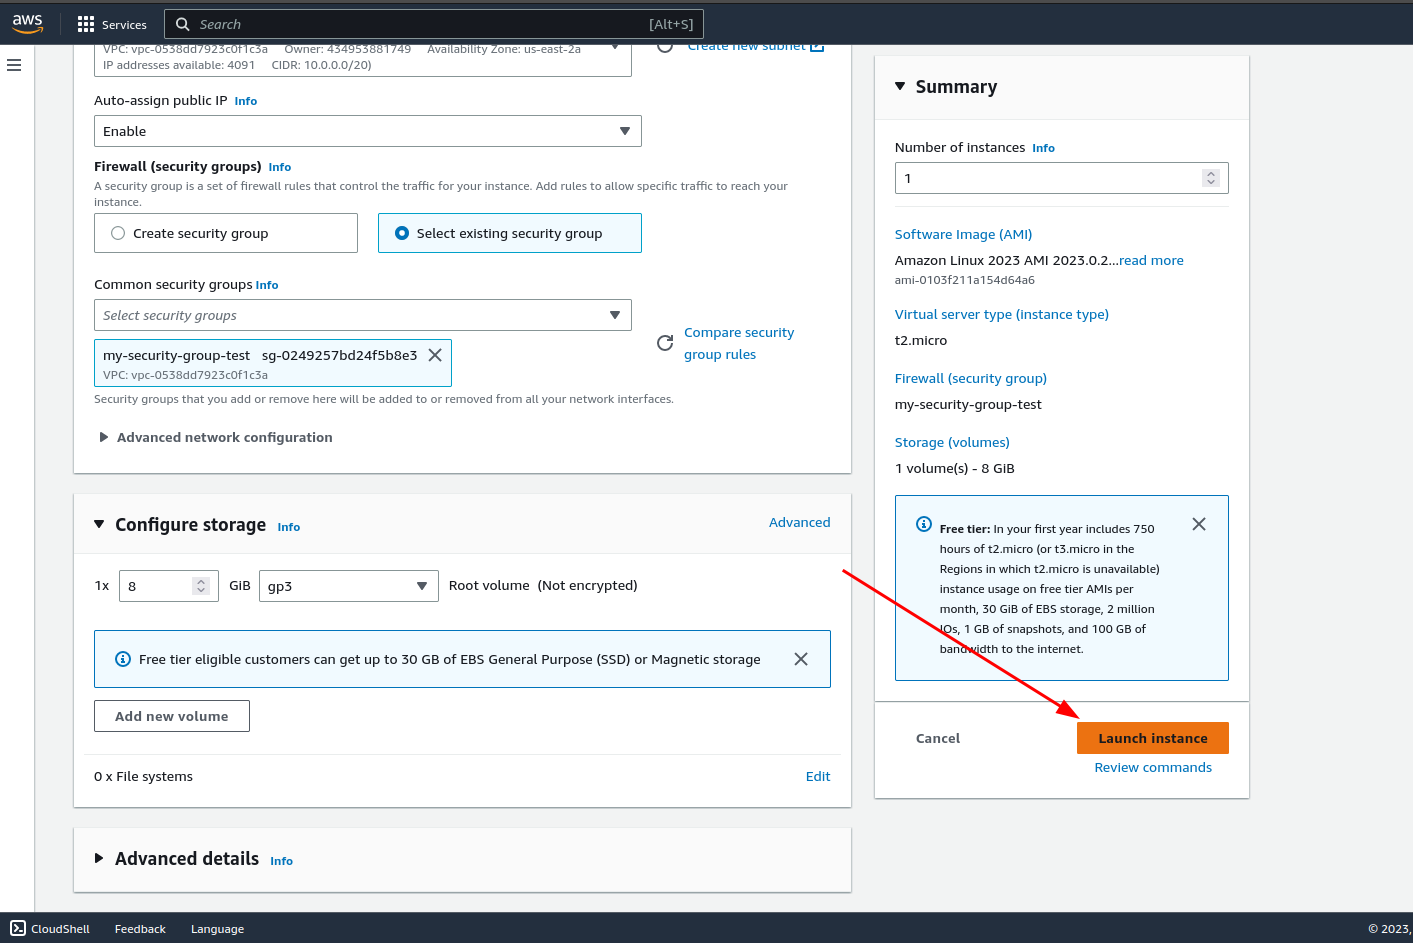 aws
Services
Search
[Alt+S]
VPC: vpc-0538dd7923c0f1c3a Owner: 434953881749 Availability Zone: us-east-2a
IP addresses available: 4091 CIDR: 10.0.0.0/20)
Create new subnet
Auto-assign public IP Info
Enable
Firewall (security groups) Info
A security group is a set of firewall rules that control the traffic for your instance. Add rules to allow specific traffic to reach your
instance.
Create security group
Select existing security group
Common security groups Info
Select security groups
my-security-group-test sg-0249257bd24f5b8e3
VPC: vpc-0538dd7923c0f1c3a
Compare security
group rules
Security groups that you add or remove here will be added to or removed from all your network interfaces.
Advanced network configuration
Configure storage Info
Advanced
1x 8 GiB gp3 Root volume (Not encrypted)
Free tier eligible customers can get up to 30 GB of EBS General Purpose (SSD) or Magnetic storage
Add new volume
0 x File systems
Edit
Advanced details Info
Summary
Number of instances Info
1
Software Image (AMI)
Amazon Linux 2023 AMI 2023.0.2...read more
ami-0103f211a154d64a6
Virtual server type (instance type)
t2.micro
Firewall (security group)
my-security-group-test
Storage (volumes)
1 volume(s) - 8 GiB
Free tier: In your first year includes 750
hours of t2.micro (or t3.micro in the
Regions in which t2.micro is unavailable)
instance usage on free tier AMIs per
month, 30 GiB of EBS storage, 2 million
IOs, 1 GB of snapshots, and 100 GB of
bandwidth to the internet.
Cancel
Launch instance
Review commands
CloudShell
Feedback
Language
© 2023,